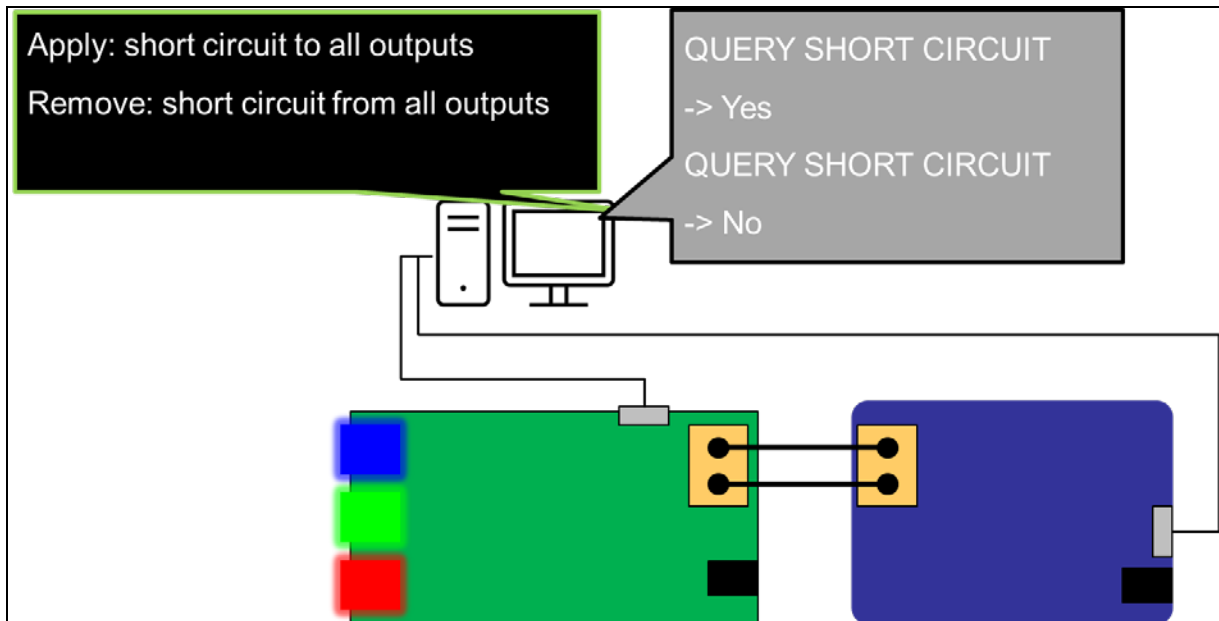 Apply: short circuit to all outputs
Remove: short circuit from all outputs
QUERY SHORT CIRCUIT
-> Yes
QUERY SHORT CIRCUIT
-> No